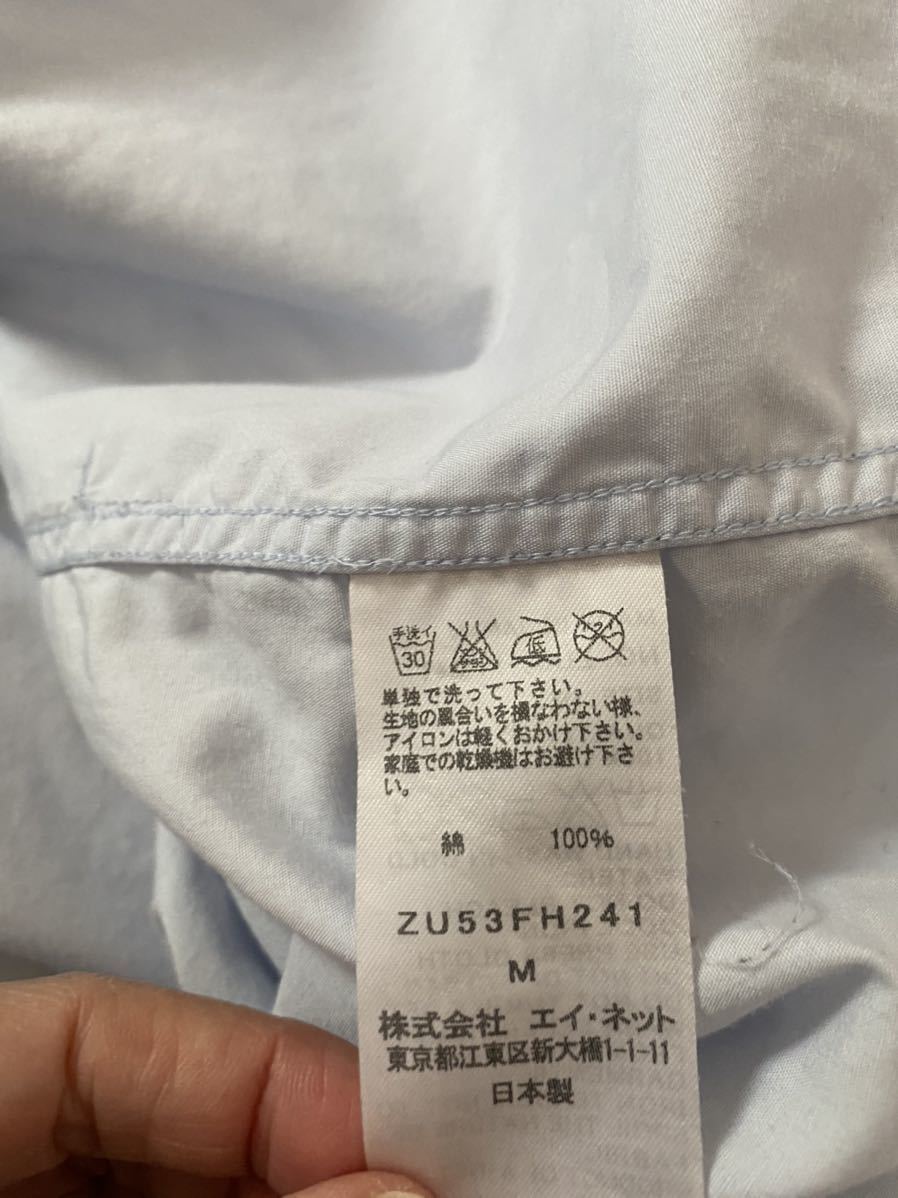 手洗イ
30
低
単独で洗って下さい。
生地の風合いを損なわない様、
アイロンは軽くおかけ下さい。
家庭での乾燥機はお避け下さ
い。
綿 100%
ZU53FH241
M
株式会社 エイ・ネット
東京都江東区新大橋1-1-11
日本製